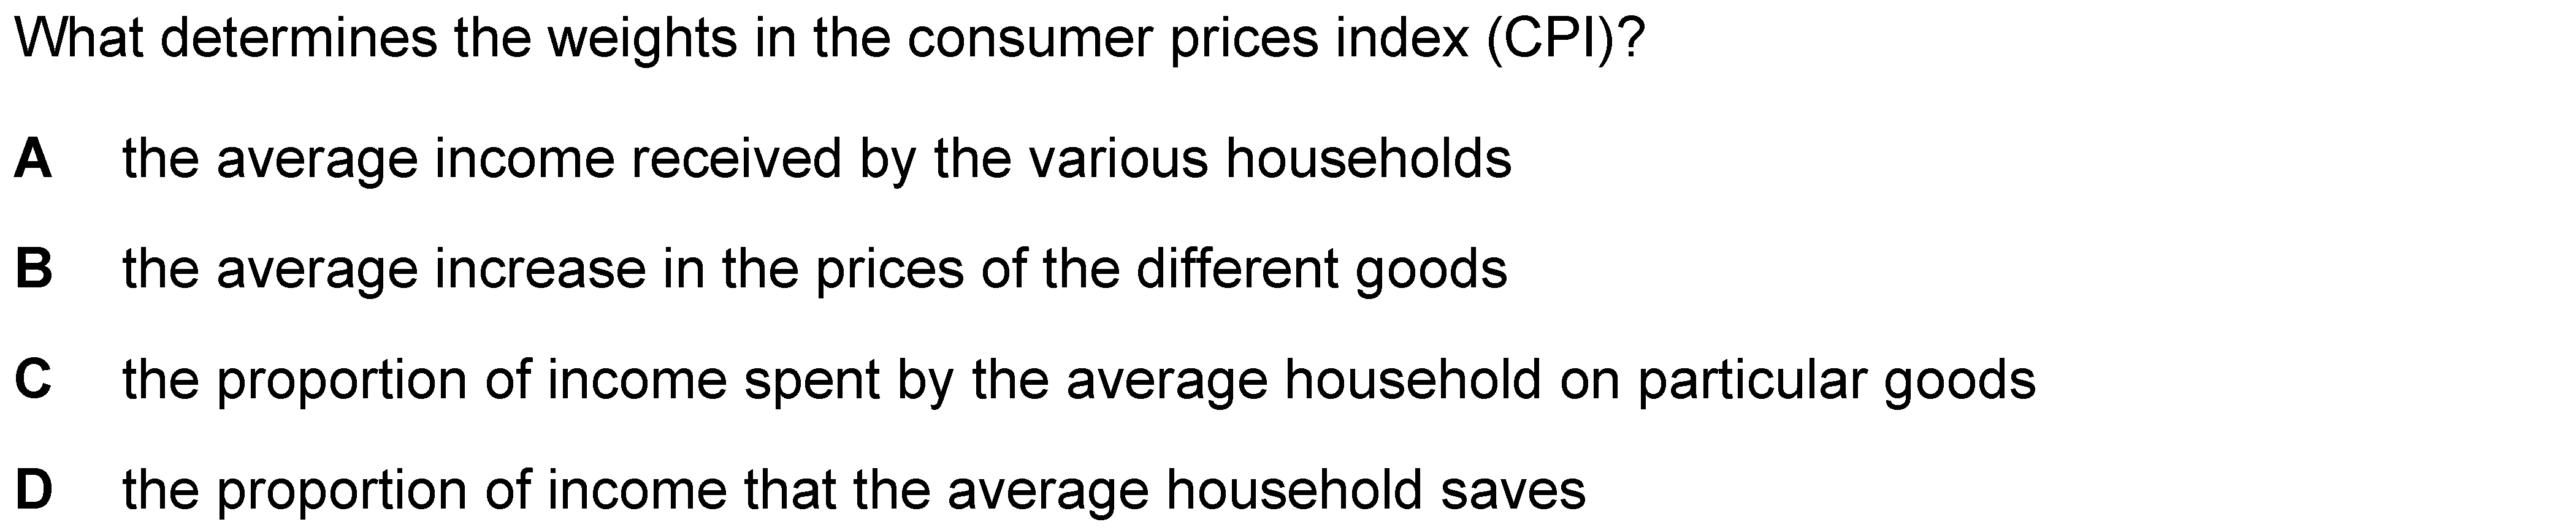 What determines the weights in the consumer prices index (CPI)?
A the average income received by the various households
B the average increase in the prices of the different goods
C the proportion of income spent by the average household on particular goods
D the proportion of income that the average household saves